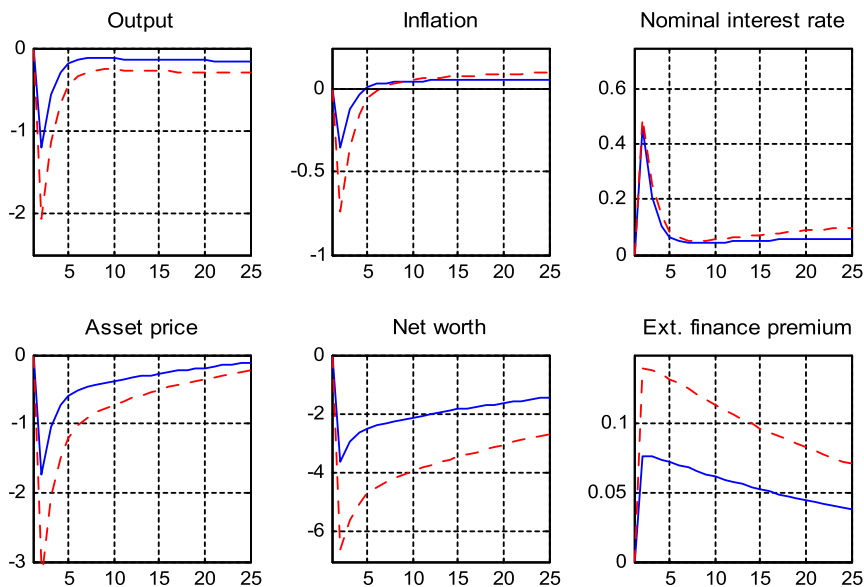 Output Inflation Nominal interest rate
0 0 0.6
-1 -0.5 0.4
-2 -1 0.2
0
5 10 15 20 25 5 10 15 20 25 5 10 15 20 25
Asset price Net worth Ext. finance premium
0 0 0.1
-1 -2 0.05
-2 -4 0
-3 -6
5 10 15 20 25 5 10 15 20 25 5 10 15 20 25